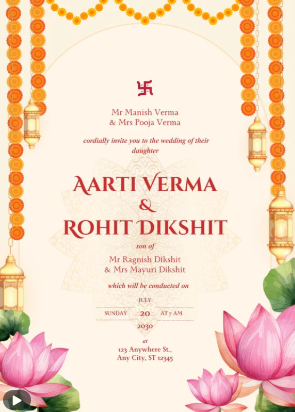 卐
Mr Manish Verma
& Mrs Pooja Verma
cordially invite you to the wedding of their
daughter
AARTI VERMA
&
ROHIT DIKSHIT
son of
Mr Ragnish Dikshit
& Mrs Mayuri Dikshit
which will be conducted on
JULY
SUNDAY 20 AT 7 AM
2030
at
123 Anywhere St.,
Any City, ST 12345